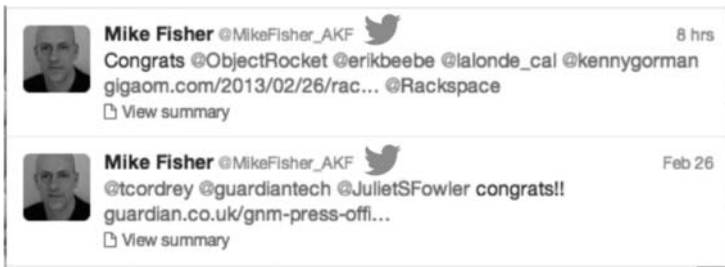 Mike Fisher @MikeFisher_AKF 8 hrs
Congrats @ObjectRocket @erikbeebe @lalonde_cal @kennygorman
gigaom.com/2013/02/26/rac... @Rackspace
View summary
Mike Fisher @MikeFisher_AKF Feb 26
@tcordrey @guardiantech @JulietSFowler congrats!!
guardian.co.uk/gnm-press-offi...
View summary